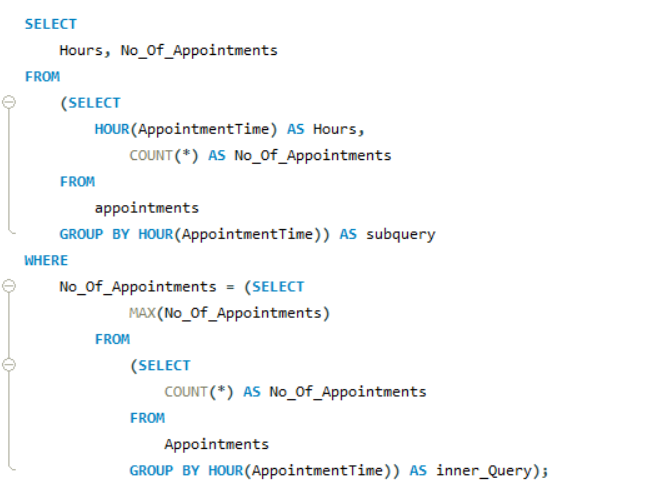 SELECT
Hours, No_Of_Appointments
FROM
(SELECT
HOUR(AppointmentTime) AS Hours,
COUNT(*) AS No_Of_Appointments
FROM
appointments
GROUP BY HOUR(AppointmentTime)) AS subquery
WHERE
No_Of_Appointments = (SELECT
MAX(No_Of_Appointments)
FROM
(SELECT
COUNT(*) AS No_Of_Appointments
FROM
Appointments
GROUP BY HOUR(AppointmentTime)) AS inner_Query);